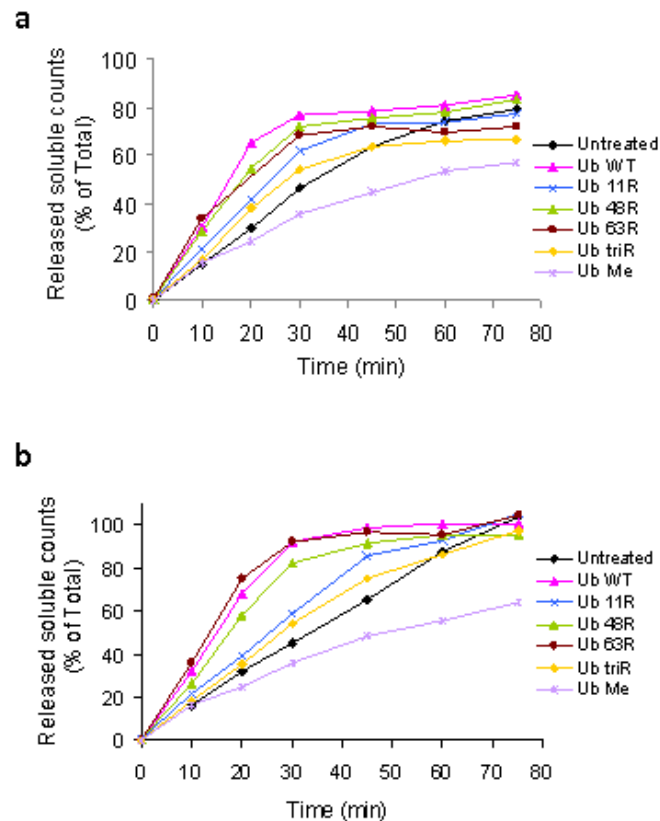 a
Released soluble counts
(% of Total)
100
80
60
40
20
0
0 10 20 30 40 50 60 70 80
Time (min)
Untreated
Ub WT
Ub 11R
Ub 48R
Ub 63R
Ub triR
Ub Me
b
Released soluble counts
(% of Total)
100
80
60
40
20
0
0 10 20 30 40 50 60 70 80
Time (min)
Untreated
Ub WT
Ub 11R
Ub 48R
Ub 63R
Ub triR
Ub Me